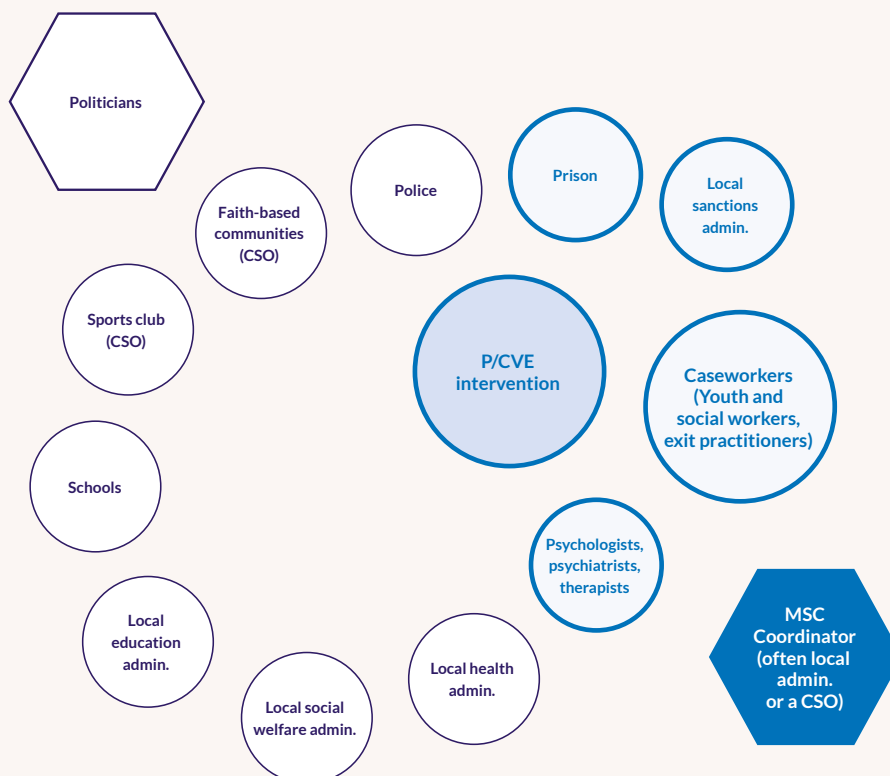 Politicians
Police
Prison
Local
sanctions
admin.
Faith-based
communities
(CSO)
Sports club
(CSO)
P/CVE
intervention
Caseworkers
(Youth and
social workers,
exit practitioners)
Schools
Psychologists,
psychiatrists,
therapists
Local
education
admin.
Local health
admin.
Local social
welfare admin.
MSC
Coordinator
(often local
admin.
or a CSO)